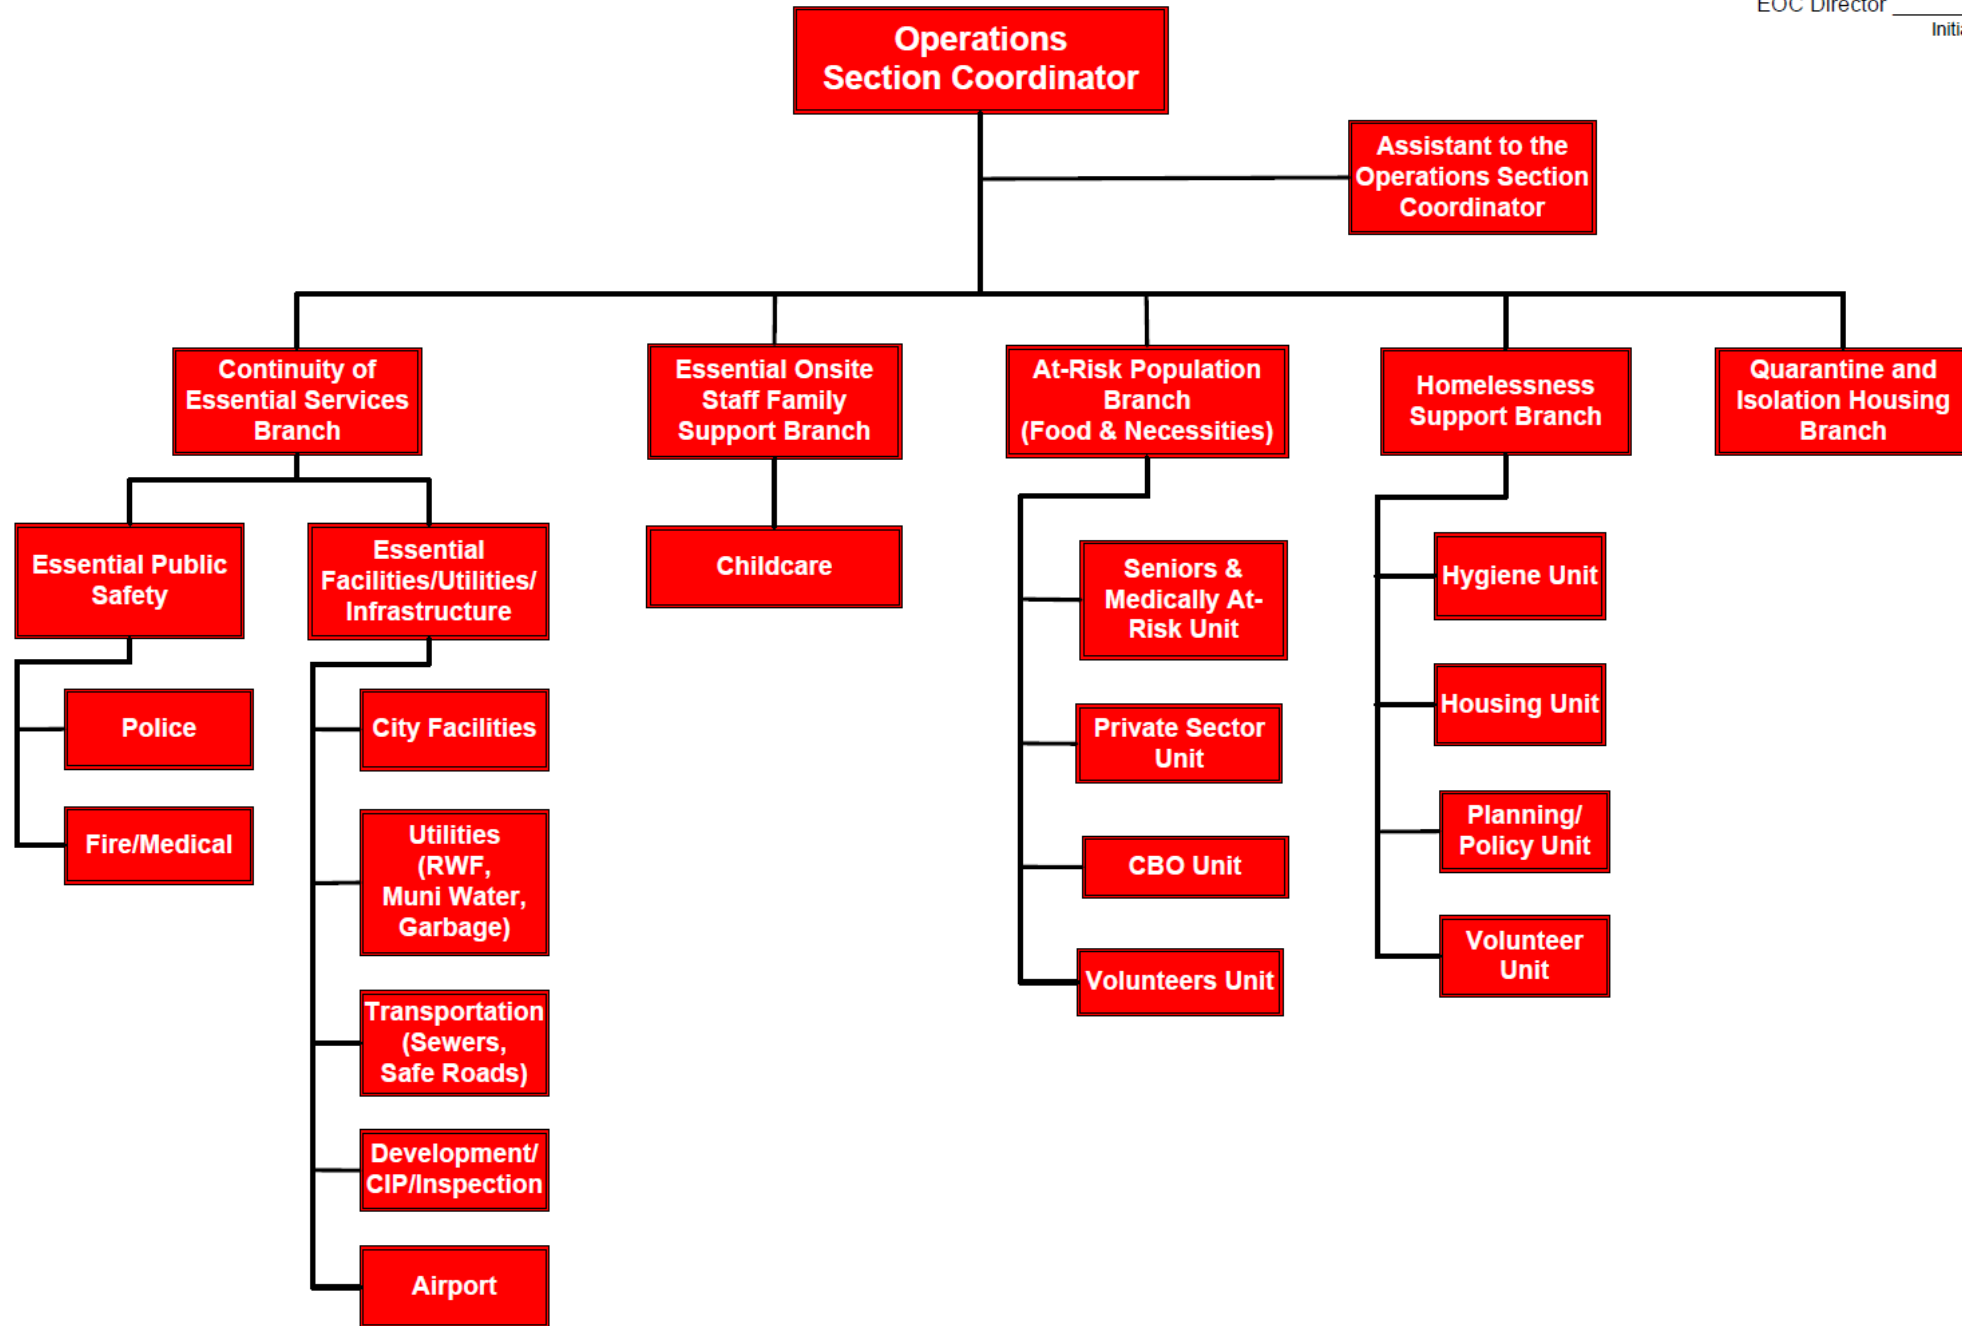 EOC Director
Operations
Section Coordinator
Assistant to the
Operations Section
Coordinator
Continuity of
Essential Services
Branch
Essential Onsite
Staff Family
Support Branch
At-Risk Population
Branch
(Food & Necessities)
Homelessness
Support Branch
Quarantine and
Isolation Housing
Branch
Essential Public
Safety
Essential
Facilities/Utilities/
Infrastructure
Childcare
Police
Fire/Medical
City Facilities
Utilities
(RWF,
Muni Water,
Garbage)
Transportation
(Sewers,
Safe Roads)
Development/
CIP/Inspection
Airport
Seniors &
Medically At-
Risk Unit
Private Sector
Unit
CBO Unit
Volunteers Unit
Hygiene Unit
Housing Unit
Planning/
Policy Unit
Volunteer
Unit